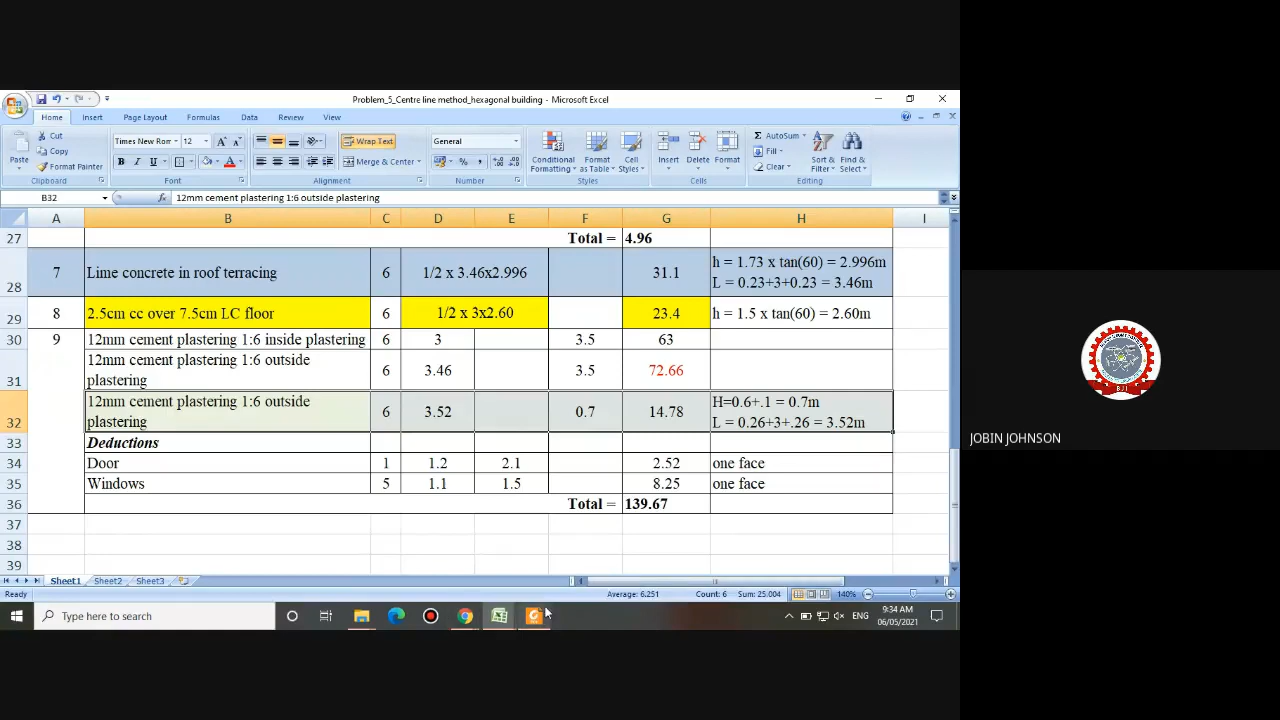 Problem_5_Centre line method_hexagonal building - Microsoft Excel
Home Insert Page Layout Formulas Data Review View
Paste Cut Copy Format Painter
Times New Rom 12 A A
Wrap Text Merge & Center
General
Conditional Formatting Format as Table Cell Styles
Insert Delete Format
AutoSum Fill Clear Sort & Filter Find & Select
Clipboard Font Alignment Number Styles Cells Editing
B32 fx 12mm cement plastering 1:6 outside plastering
A B C D E F G H I
27 Total = 4.96
28 7 Lime concrete in roof terracing 6 1/2 x 3.46x2.996 31.1 h = 1.73 x tan(60) = 2.996m
L = 0.23+3+0.23 = 3.46m
29 8 2.5cm cc over 7.5cm LC floor 6 1/2 x 3x2.60 23.4 h = 1.5 x tan(60) = 2.60m
30 9 12mm cement plastering 1:6 inside plastering 6 3 3.5 63
31 12mm cement plastering 1:6 outside
plastering 6 3.46 3.5 72.66
32 12mm cement plastering 1:6 outside
plastering 6 3.52 0.7 14.78 H=0.6+.1 = 0.7m
L = 0.26+3+.26 = 3.52m
33 Deductions
34 Door 1 1.2 2.1 2.52 one face
35 Windows 5 1.1 1.5 8.25 one face
36 Total = 139.67
37
38
39
Sheet1 Sheet2 Sheet3
Ready Average: 6.251 Count: 6 Sum: 25.004 140%
Type here to search ENG 9:34 AM
06/05/2021
BJI
JOBIN JOHNSON